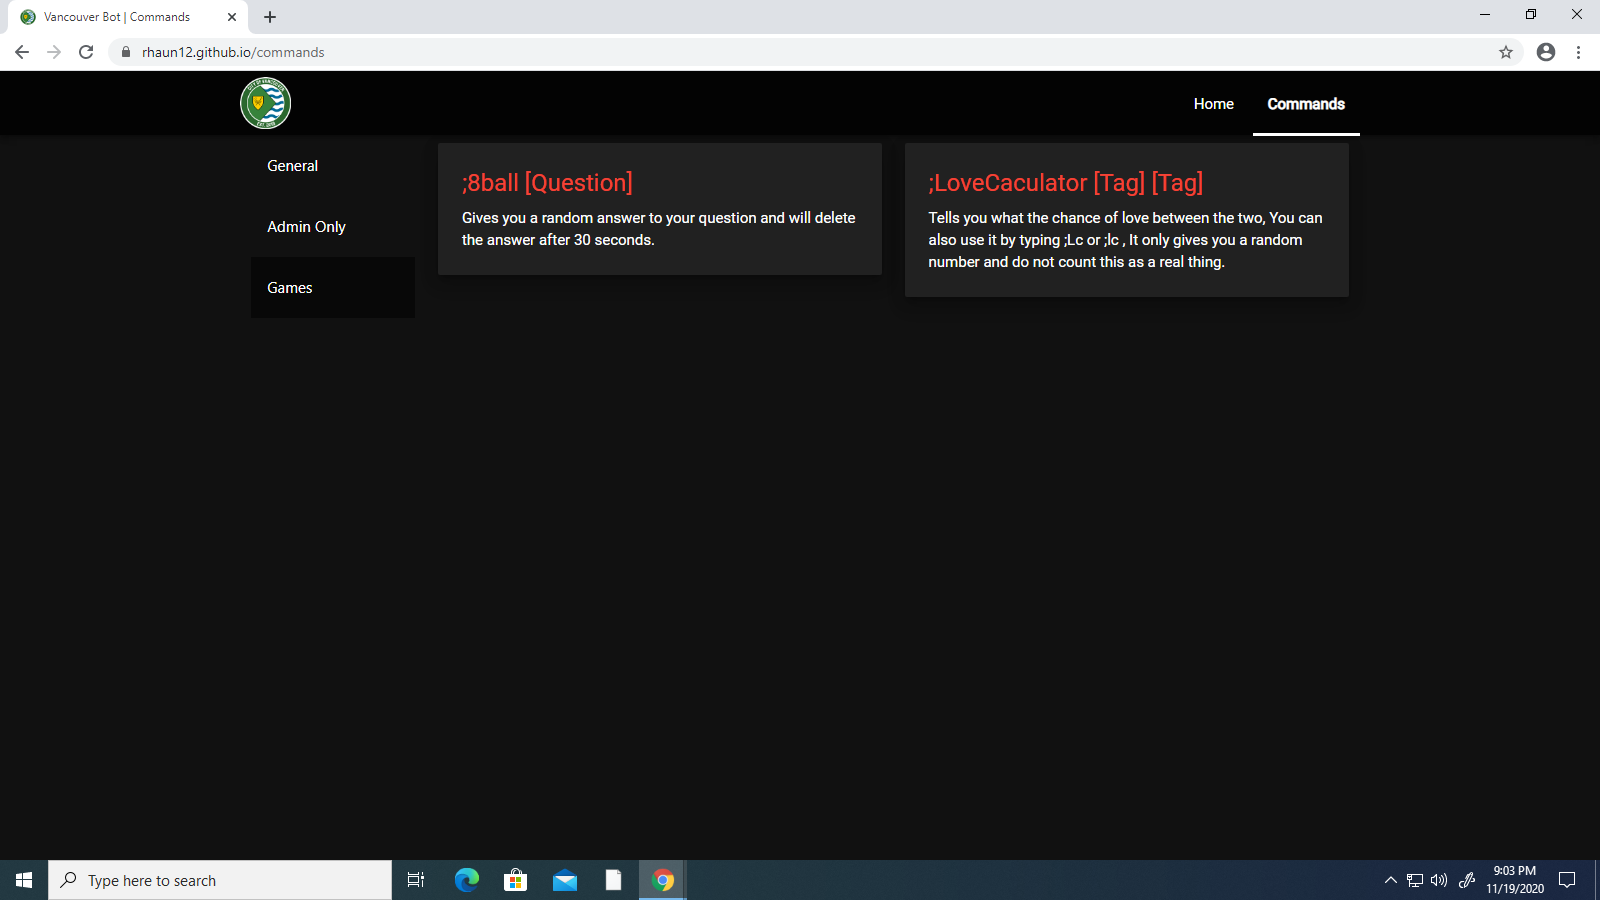 Vancouver Bot | Commands
rhaun12.github.io/commands
Home
Commands
General
Admin Only
Games
;8ball [Question]
Gives you a random answer to your question and will delete
the answer after 30 seconds.
;LoveCaculator [Tag] [Tag]
Tells you what the chance of love between the two, You can
also use it by typing ;Lc or ;lc , It only gives you a random
number and do not count this as a real thing.
Type here to search
9:03 PM
11/19/2020